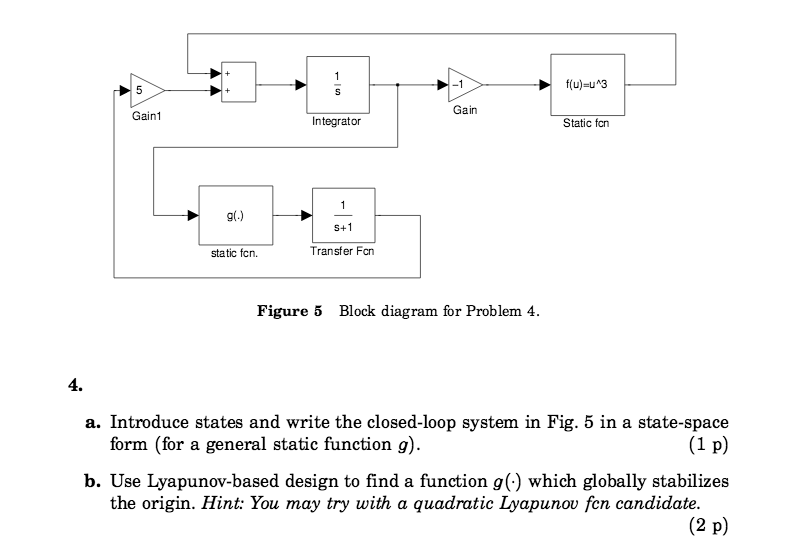 5
Gain1
+
+
1
s
Integrator
-1
Gain
f(u)=u^3
Static fcn
g(.)
static fcn.
1
s+1
Transfer Fcn
Figure 5 Block diagram for Problem 4.
4.
a. Introduce states and write the closed-loop system in Fig. 5 in a state-space
form (for a general static function g). (1 p)
b. Use Lyapunov-based design to find a function g(·) which globally stabilizes
the origin. Hint: You may try with a quadratic Lyapunov fcn candidate.
(2 p)